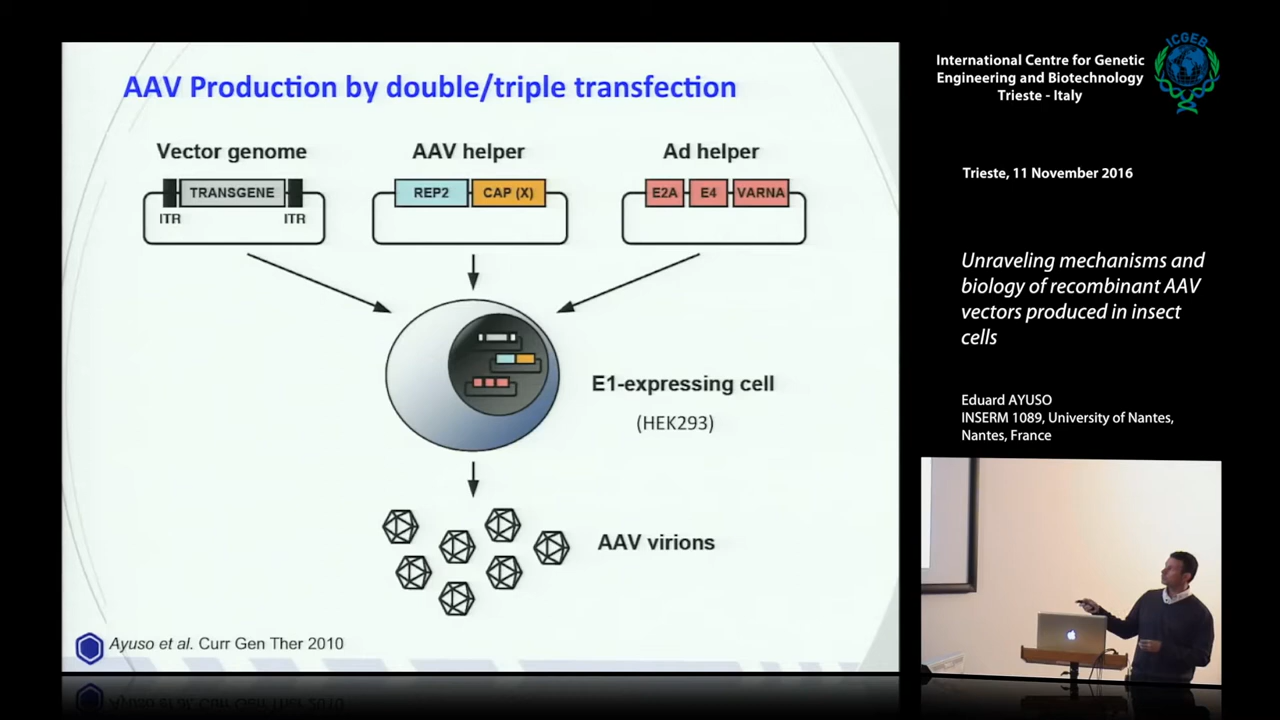 AAV Production by double/triple transfection
Vector genome
AAV helper
Ad helper
TRANSGENE
ITR
ITR
REP2
CAP (X)
E2A
E4
VARNA
E1-expressing cell
(HEK293)
AAV virions
Ayuso et al. Curr Gen Ther 2010
International Centre for Genetic
Engineering and Biotechnology
Trieste - Italy
ICGEB
Trieste, 11 November 2016
Unraveling mechanisms and
biology of recombinant AAV
vectors produced in insect
cells
Eduard AYUSO
INSERM 1089, University of Nantes,
Nantes, France